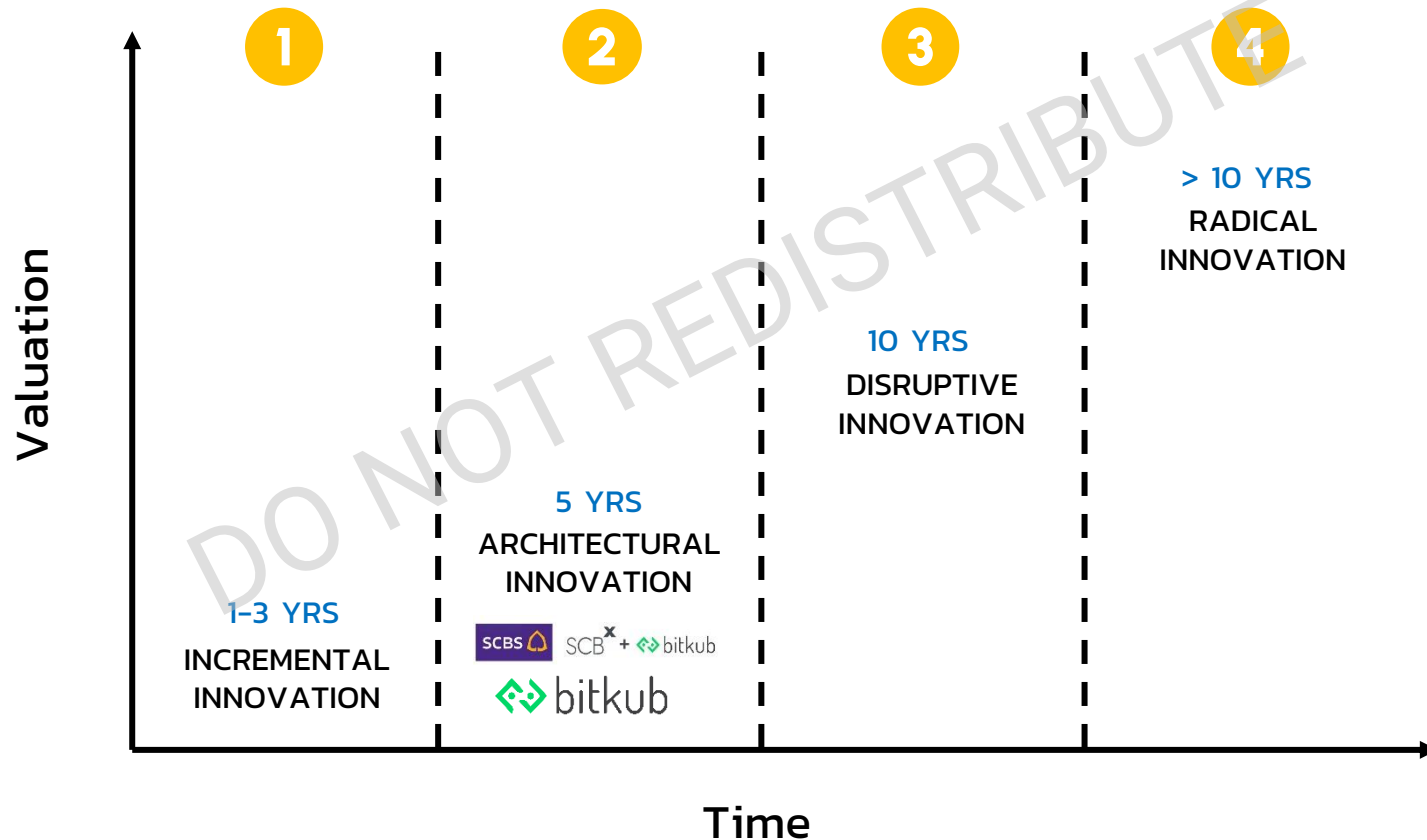 1
2
3
4
Valuation
> 10 YRS
RADICAL
INNOVATION
10 YRS
DISRUPTIVE
INNOVATION
5 YRS
ARCHITECTURAL
INNOVATION
SCBS SCBX + bitkub
bitkub
1-3 YRS
INCREMENTAL
INNOVATION
Time
DO NOT REDISTRIBUTE